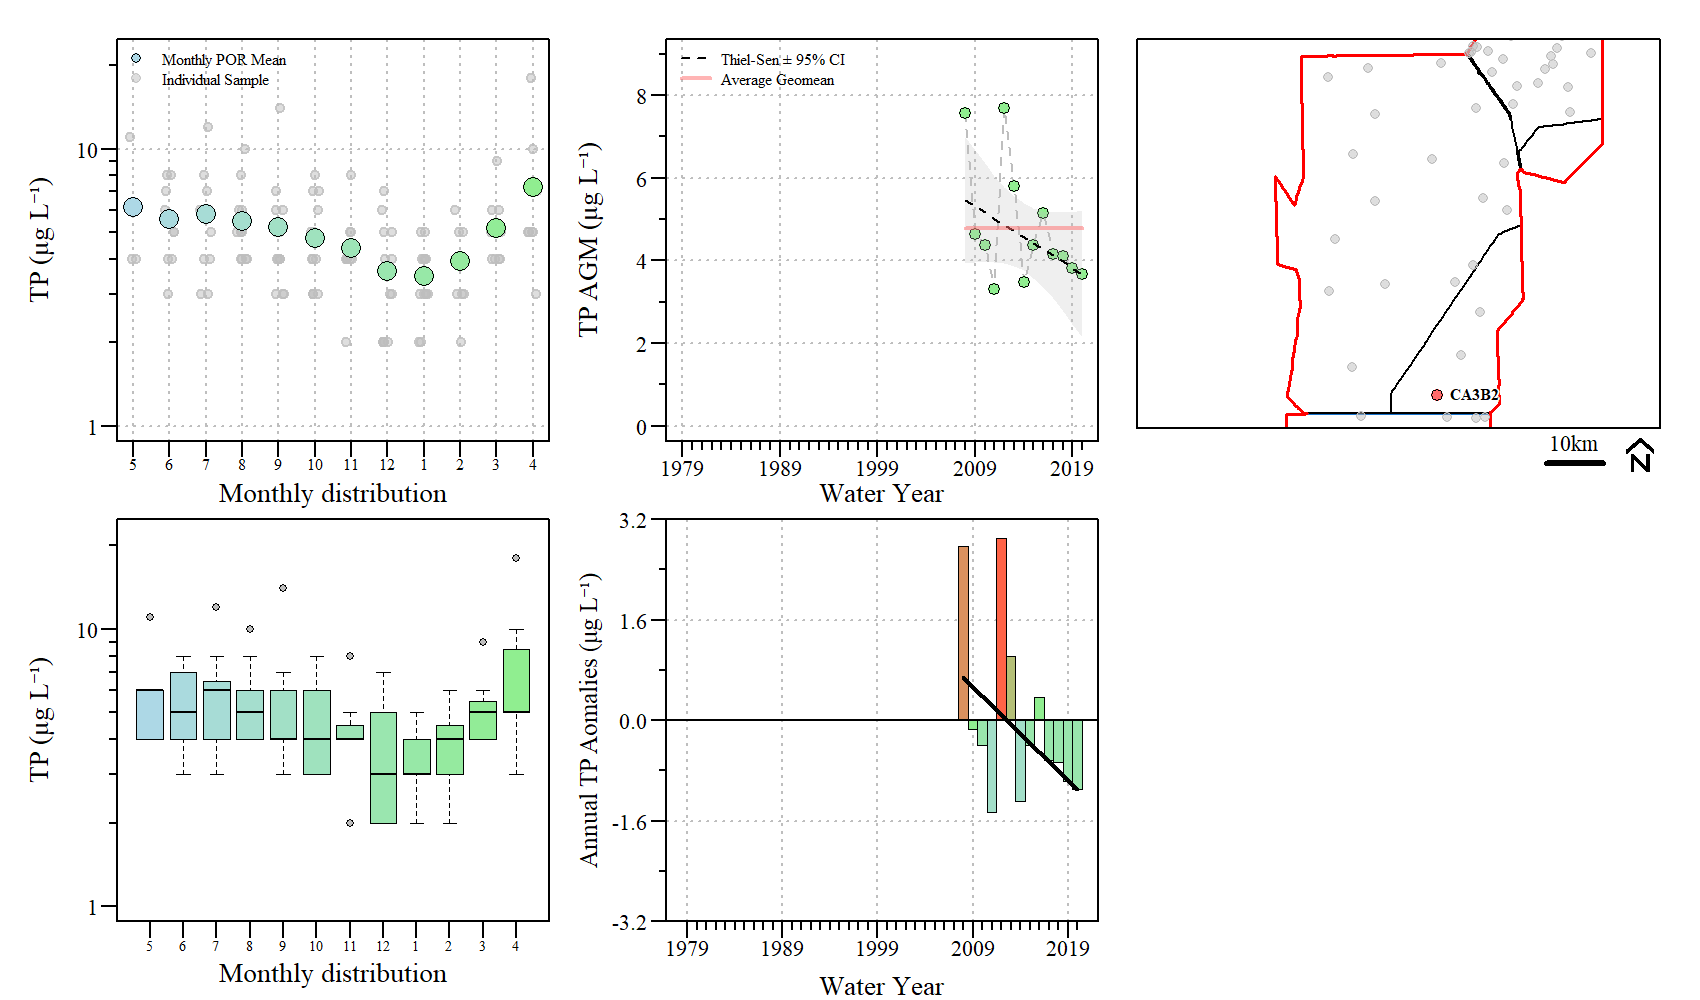 Monthly POR Mean
Individual Sample
10
1
TP (µg L⁻¹)
5 6 7 8 9 10 11 12 1 2 3 4
Monthly distribution
Thiel-Sen ± 95% CI
Average Geomean
8
6
4
2
0
TP AGM (µg L⁻¹)
1979 1989 1999 2009 2019
Water Year
CA3B2
10km
N
10
1
TP (µg L⁻¹)
5 6 7 8 9 10 11 12 1 2 3 4
Monthly distribution
3.2
1.6
0.0
-1.6
-3.2
Annual TP Aomalies (µg L⁻¹)
1979 1989 1999 2009 2019
Water Year